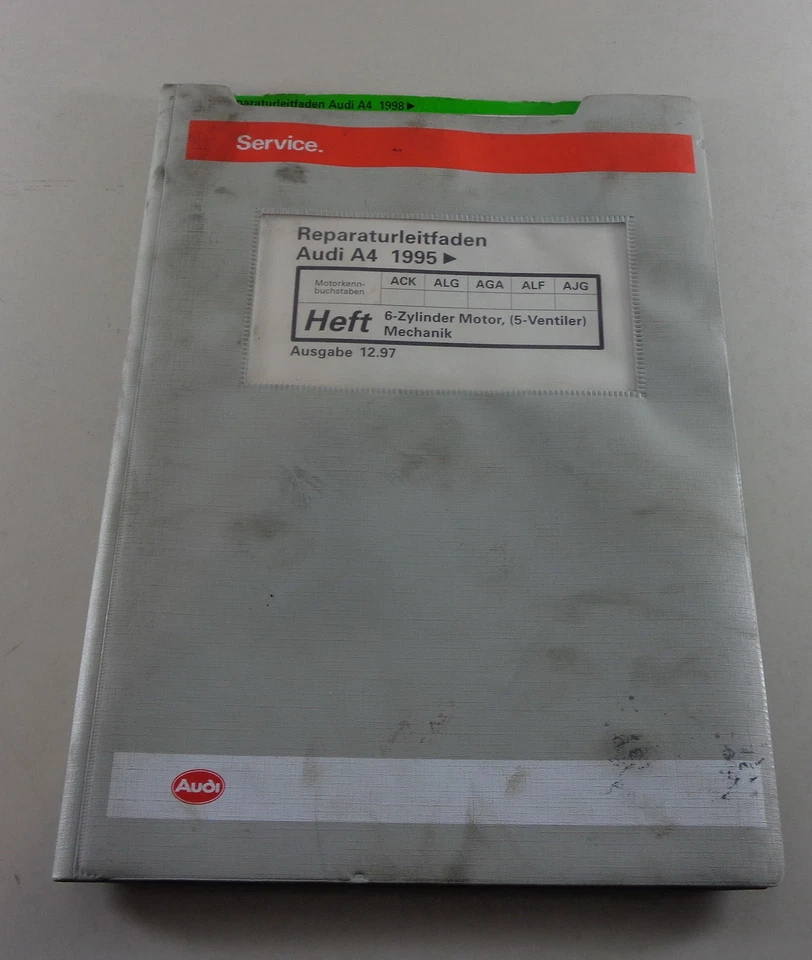 paraturleitfaden Audi A4 1998►
Service.
Reparaturleitfaden
Audi A4 1995►
Motorkenn-
buchstaben
ACK ALG AGA ALF AJG
Heft
6-Zylinder Motor, (5-Ventiler)
Mechanik
Ausgabe 12.97
Audi